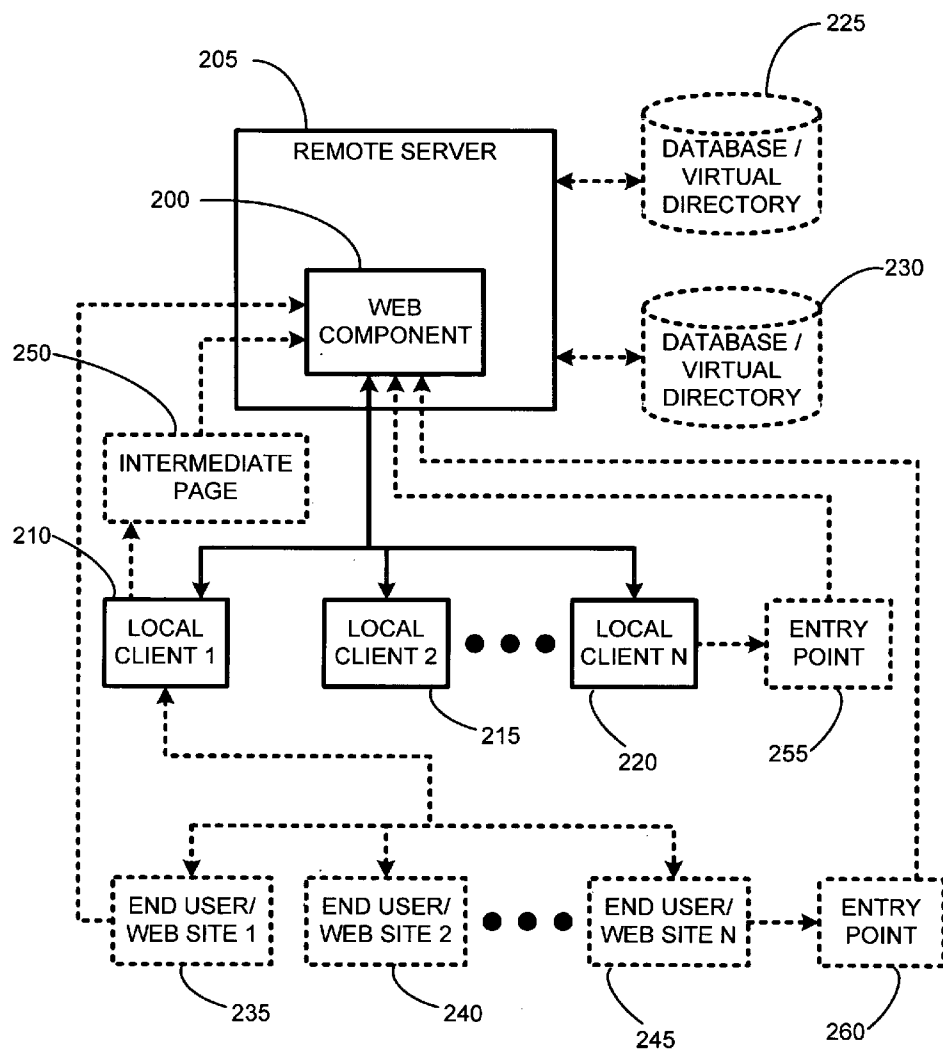 225
205
REMOTE SERVER
DATABASE /
VIRTUAL
DIRECTORY
200
WEB
COMPONENT
230
DATABASE /
VIRTUAL
DIRECTORY
250
INTERMEDIATE
PAGE
210
LOCAL
CLIENT 1
LOCAL
CLIENT 2
LOCAL
CLIENT N
ENTRY
POINT
215
220
255
END USER/
WEB SITE 1
END USER/
WEB SITE 2
END USER/
WEB SITE N
ENTRY
POINT
235
240
245
260